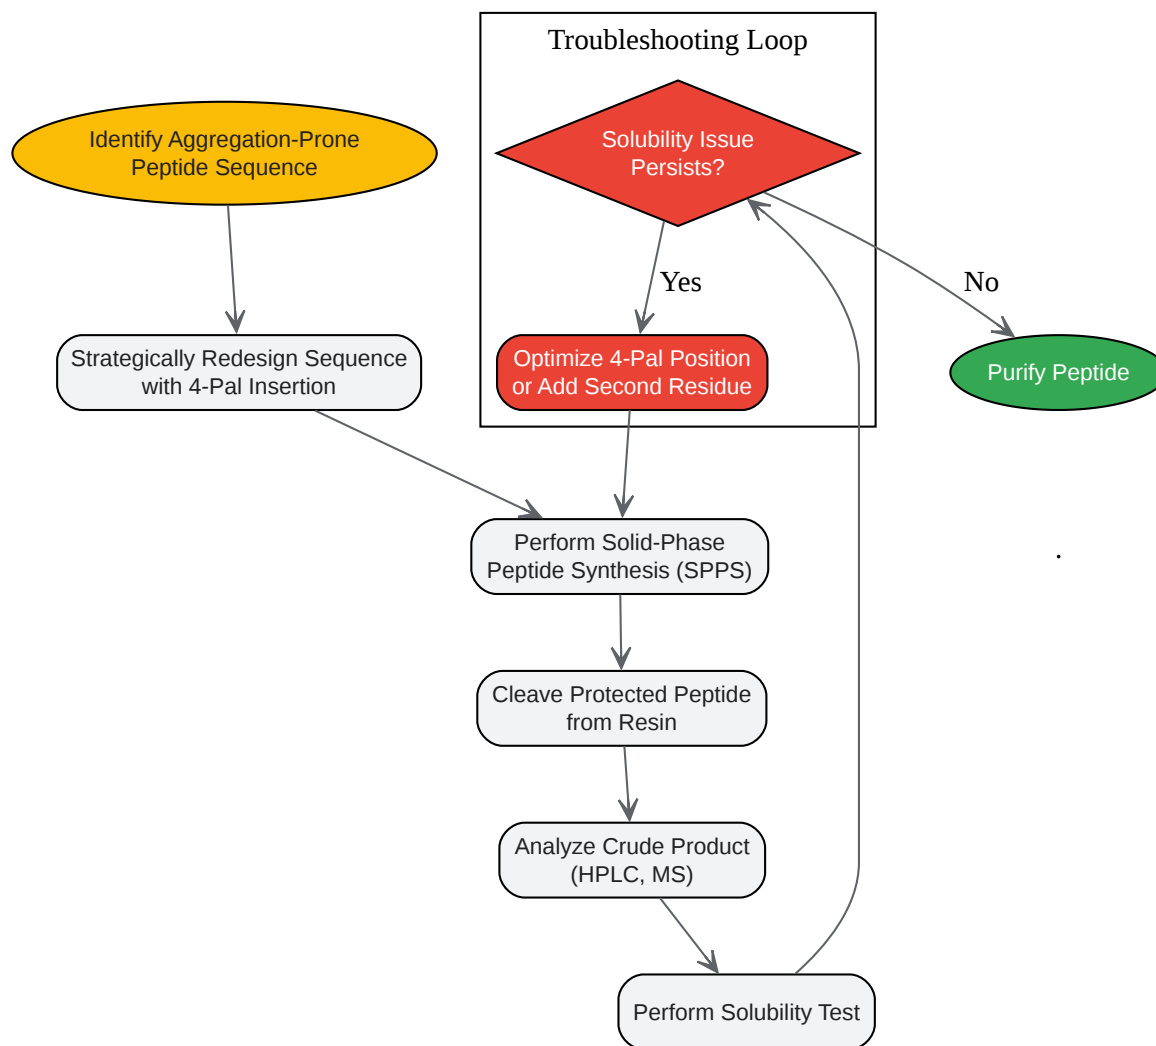 Troubleshooting Loop
Identify Aggregation-Prone
Peptide Sequence
Solubility Issue
Persists?
Yes
No
Strategically Redesign Sequence
with 4-Pal Insertion
Optimize 4-Pal Position
or Add Second Residue
Purify Peptide
Perform Solid-Phase
Peptide Synthesis (SPPS)
.
Cleave Protected Peptide
from Resin
Analyze Crude Product
(HPLC, MS)
Perform Solubility Test